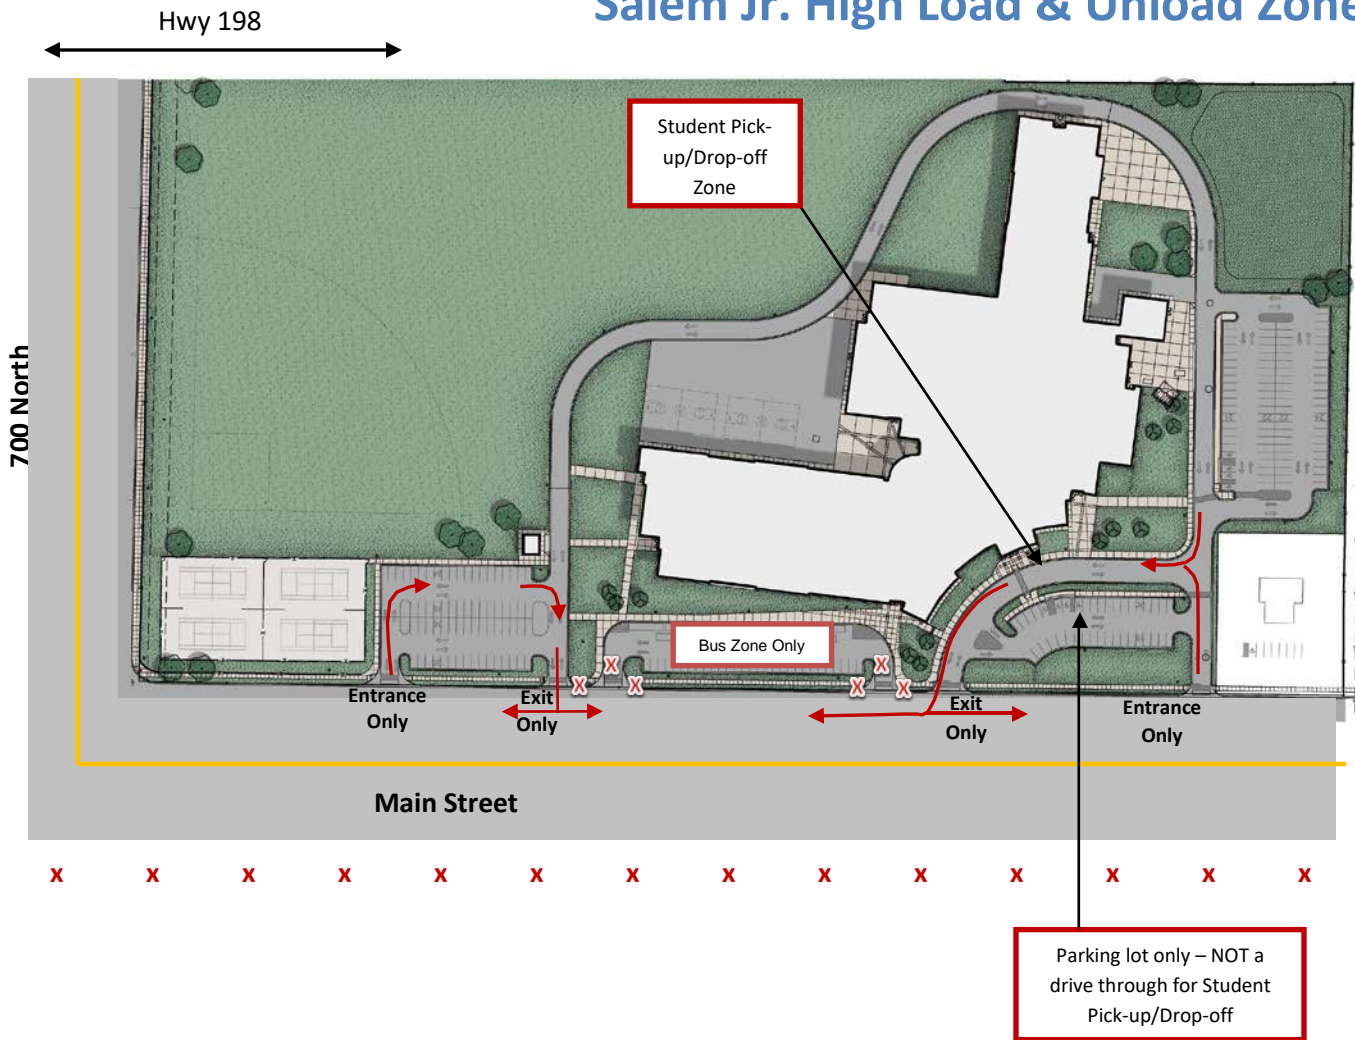 Salem Jr. High Load & Unload Zone
Hwy 198
Student Pick-
up/Drop-off
Zone
700 North
Bus Zone Only
X
X
X
X
X
X
Entrance
Only
Exit
Only
Exit
Only
Entrance
Only
Main Street
x x x x x x x x x x x x x x
Parking lot only – NOT a
drive through for Student
Pick-up/Drop-off